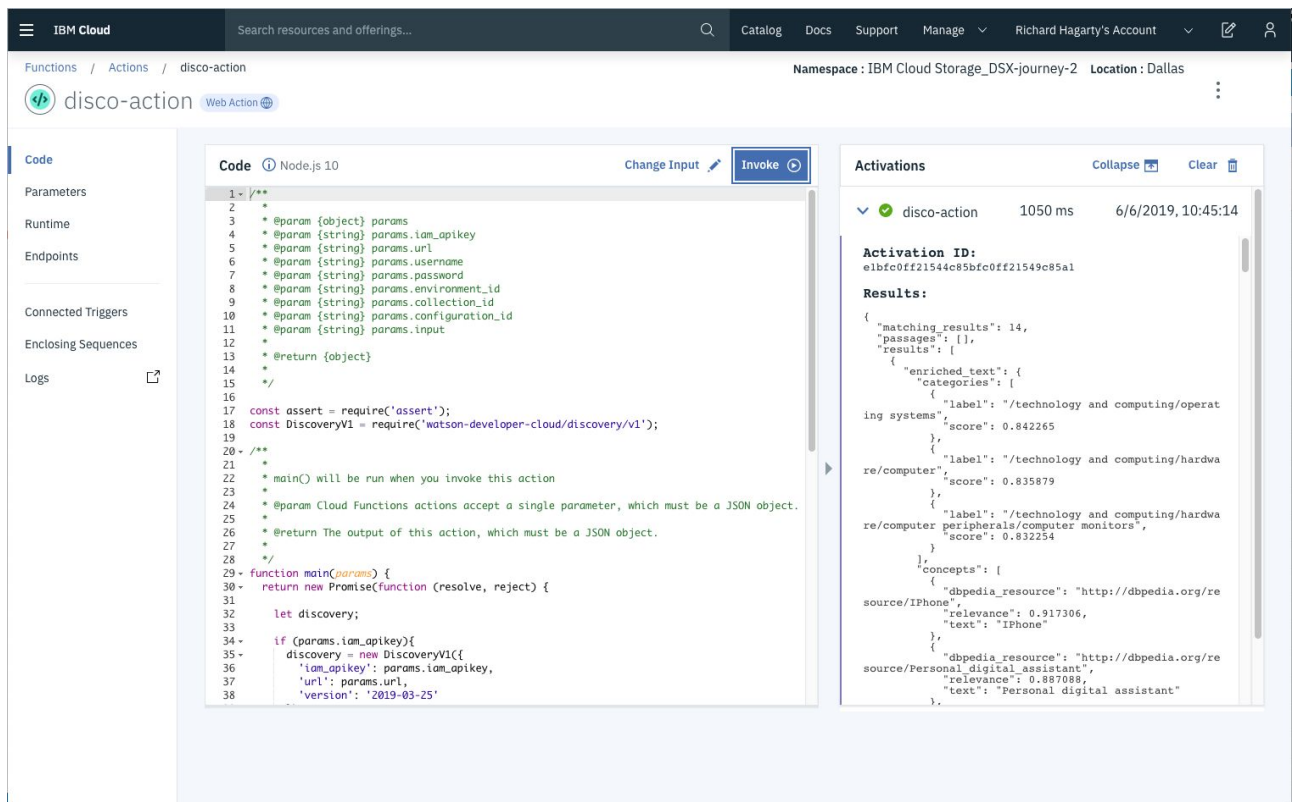 IBM Cloud
Search resources and offerings...
Catalog Docs Support Manage Richard Hagarty's Account
Functions / Actions / disco-action
Namespace : IBM Cloud Storage_DSX-journey-2 Location : Dallas
disco-action Web Action
Code
Parameters
Runtime
Endpoints
Connected Triggers
Enclosing Sequences
Logs
Code Node.js 10 Change Input Invoke
1 /**
2 *
3 * @param {object} params
4 * @param {string} params.iam_apikey
5 * @param {string} params.url
6 * @param {string} params.username
7 * @param {string} params.password
8 * @param {string} params.environment_id
9 * @param {string} params.collection_id
10 * @param {string} params.configuration_id
11 * @param {string} params.input
12 *
13 * @return {object}
14 *
15 */
16
17 const assert = require('assert');
18 const DiscoveryV1 = require('watson-developer-cloud/discovery/v1');
19
20 /**
21 *
22 * main() will be run when you invoke this action
23 *
24 * @param Cloud Functions actions accept a single parameter, which must be a JSON object.
25 *
26 * @return The output of this action, which must be a JSON object.
27 *
28 */
29 function main(params) {
30 return new Promise(function (resolve, reject) {
31
32 let discovery;
33
34 if (params.iam_apikey){
35 discovery = new DiscoveryV1({
36 'iam_apikey': params.iam_apikey,
37 'url': params.url,
38 'version': '2019-03-25'
Activations Collapse Clear
disco-action 1050 ms 6/6/2019, 10:45:14
Activation ID:
e1bfc0ff21544c85bfc0ff21549c85a1
Results:
{
"matching_results": 14,
"passages": [],
"results": [
{
"enriched_text": {
"categories": [
{
"label": "/technology and computing/operat
ing systems",
"score": 0.842265
},
{
"label": "/technology and computing/hardwa
re/computer",
"score": 0.835879
},
{
"label": "/technology and computing/hardwa
re/computer peripherals/computer monitors",
"score": 0.832254
}
],
"concepts": [
{
"dbpedia_resource": "http://dbpedia.org/re
source/IPhone",
"relevance": 0.917306,
"text": "IPhone"
},
{
"dbpedia_resource": "http://dbpedia.org/re
source/Personal_digital_assistant",
"relevance": 0.887088,
"text": "Personal digital assistant"
},